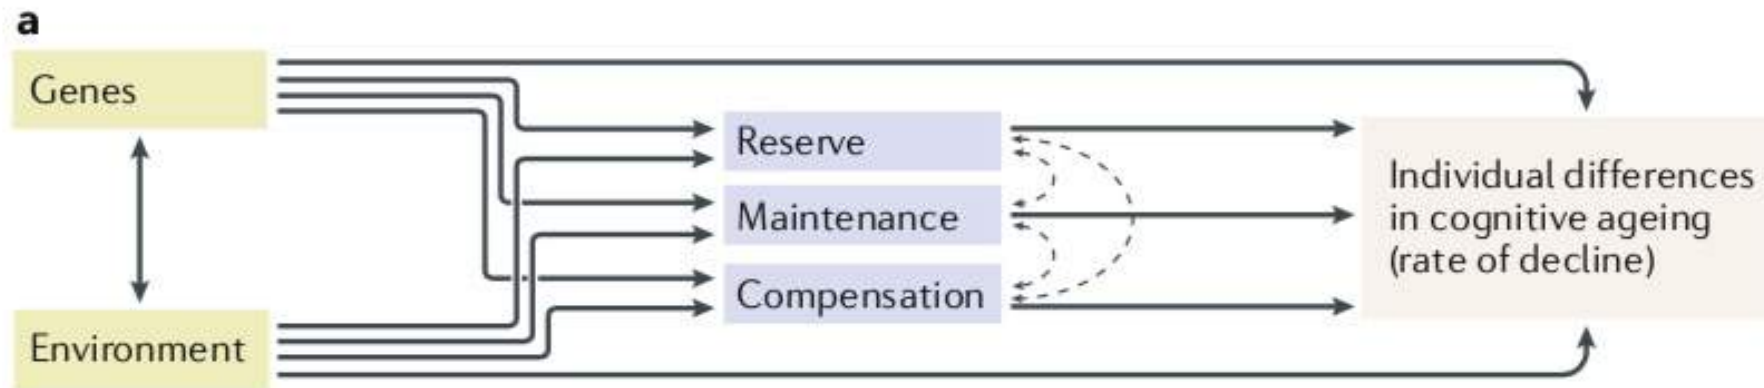 a
Genes
Reserve
Maintenance
Compensation
Environment
Individual differences
in cognitive ageing
(rate of decline)